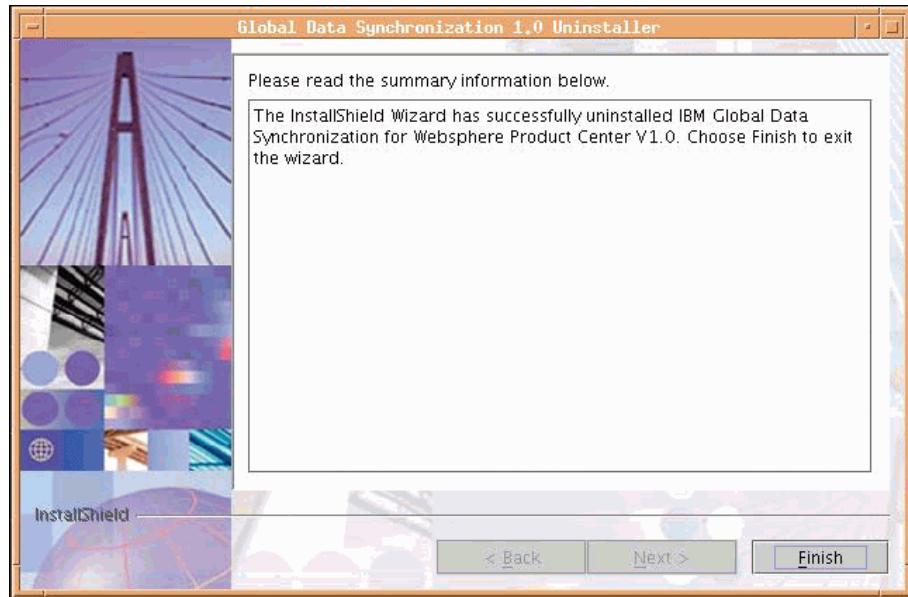 Global Data Synchronization 1.0 Uninstaller
Please read the summary information below.
The InstallShield Wizard has successfully uninstalled IBM Global Data
Synchronization for Websphere Product Center V1.0. Choose Finish to exit
the wizard.
InstallShield
< Back
Next >
Finish